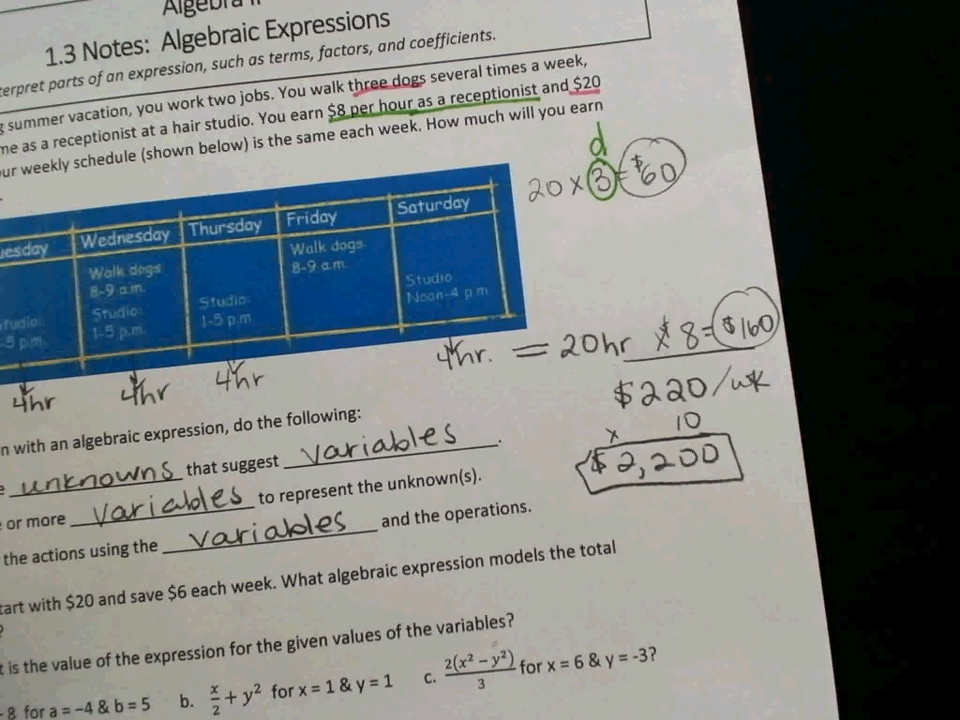 Algebra II
1.3 Notes: Algebraic Expressions
terpret parts of an expression, such as terms, factors, and coefficients.
g summer vacation, you work two jobs. You walk three dogs several times a week,
me as a receptionist at a hair studio. You earn $8 per hour as a receptionist and $20
ur weekly schedule (shown below) is the same each week. How much will you earn
d
20 x 3 = $60
uesday Wednesday Thursday Friday Saturday
Walk dogs
8-9 a.m.
Walk dogs
8-9 a.m.
Studio:
-5 p.m.
Studio:
1-5 p.m.
Studio:
1-5 p.m.
Studio
Noon-4 p.m.
4hr 4hr 4hr 4hr. = 20hr x $8 = $160
$220/wk
x 10
$2,200
n with an algebraic expression, do the following:
e unknowns that suggest variables.
e or more variables to represent the unknown(s).
the actions using the variables and the operations.
tart with $20 and save $6 each week. What algebraic expression models the total
?
t is the value of the expression for the given values of the variables?
- 8 for a = -4 & b = 5 b. x/2 + y² for x = 1 & y = 1 c. 2(x² - y²)/3 for x = 6 & y = -3?